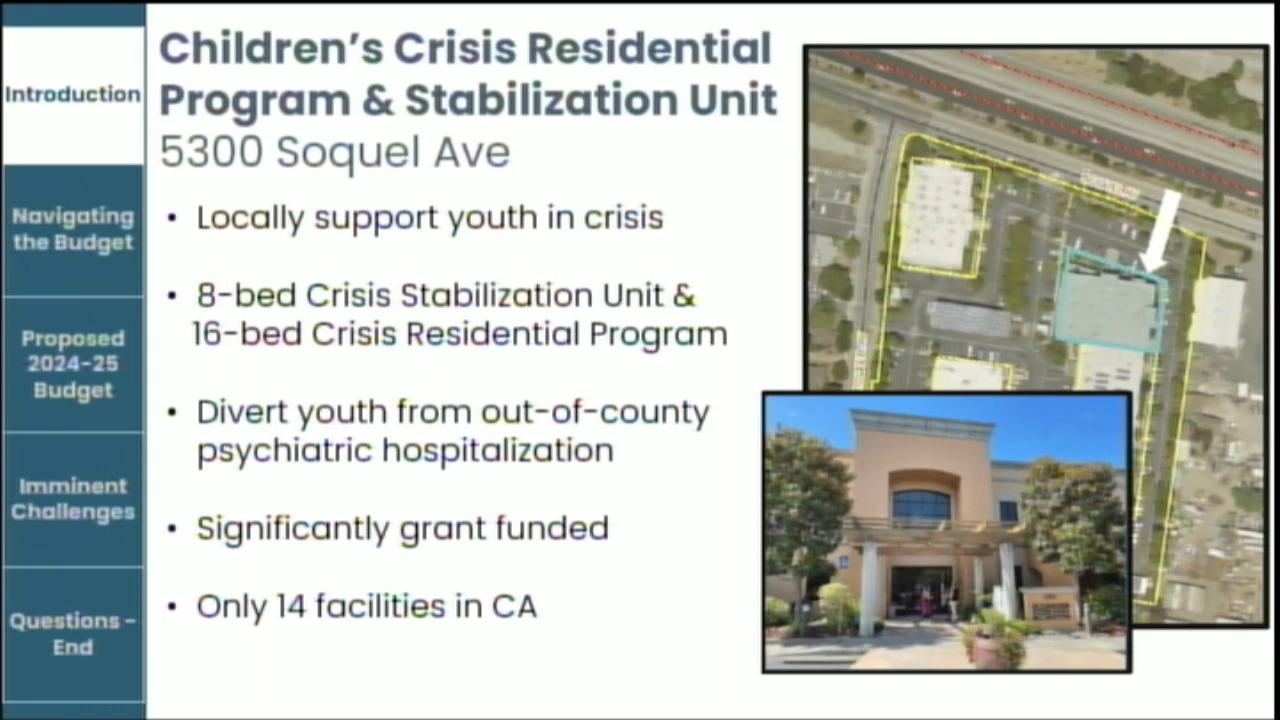 Introduction
Navigating
the Budget
Proposed
2024-25
Budget
Imminent
Challenges
Questions -
End
Children's Crisis Residential
Program & Stabilization Unit
5300 Soquel Ave
• Locally support youth in crisis
• 8-bed Crisis Stabilization Unit &
16-bed Crisis Residential Program
• Divert youth from out-of-county
psychiatric hospitalization
• Significantly grant funded
• Only 14 facilities in CA